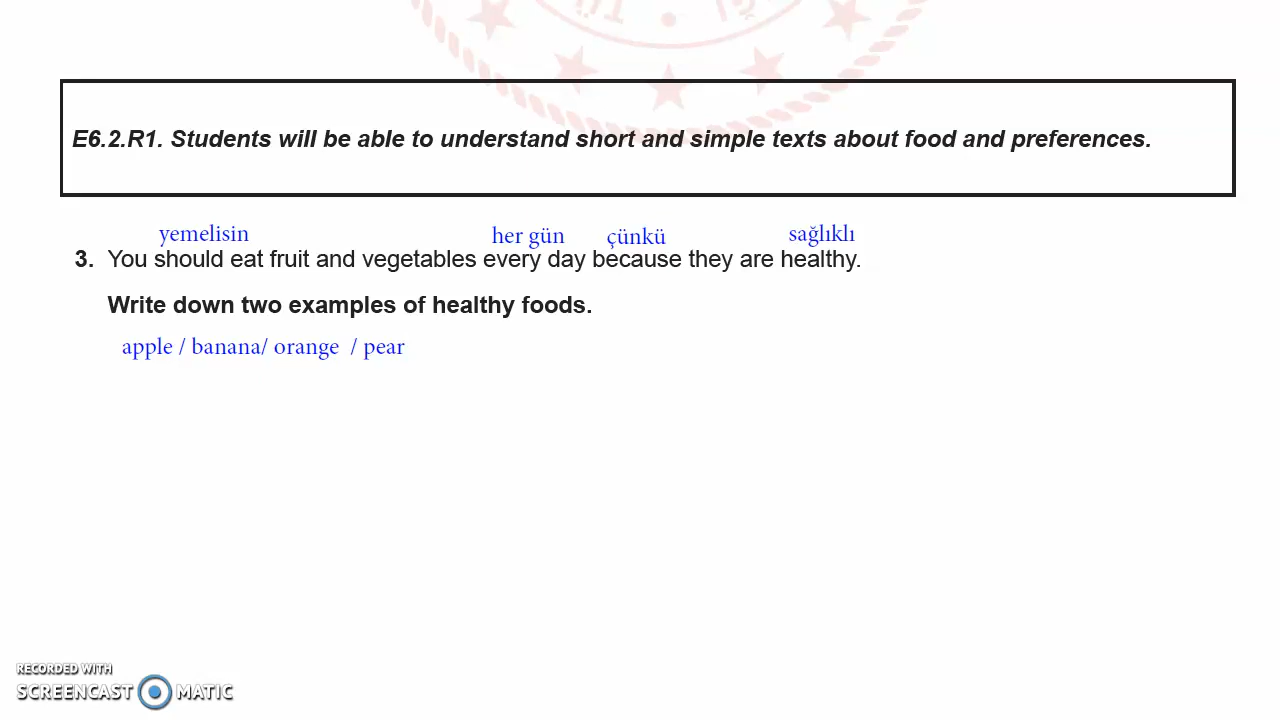 E6.2.R1. Students will be able to understand short and simple texts about food and preferences.
yemelisin her gün çünkü sağlıklı
3. You should eat fruit and vegetables every day because they are healthy.
Write down two examples of healthy foods.
apple / banana/ orange / pear
RECORDED WITH
SCREENCAST MATIC